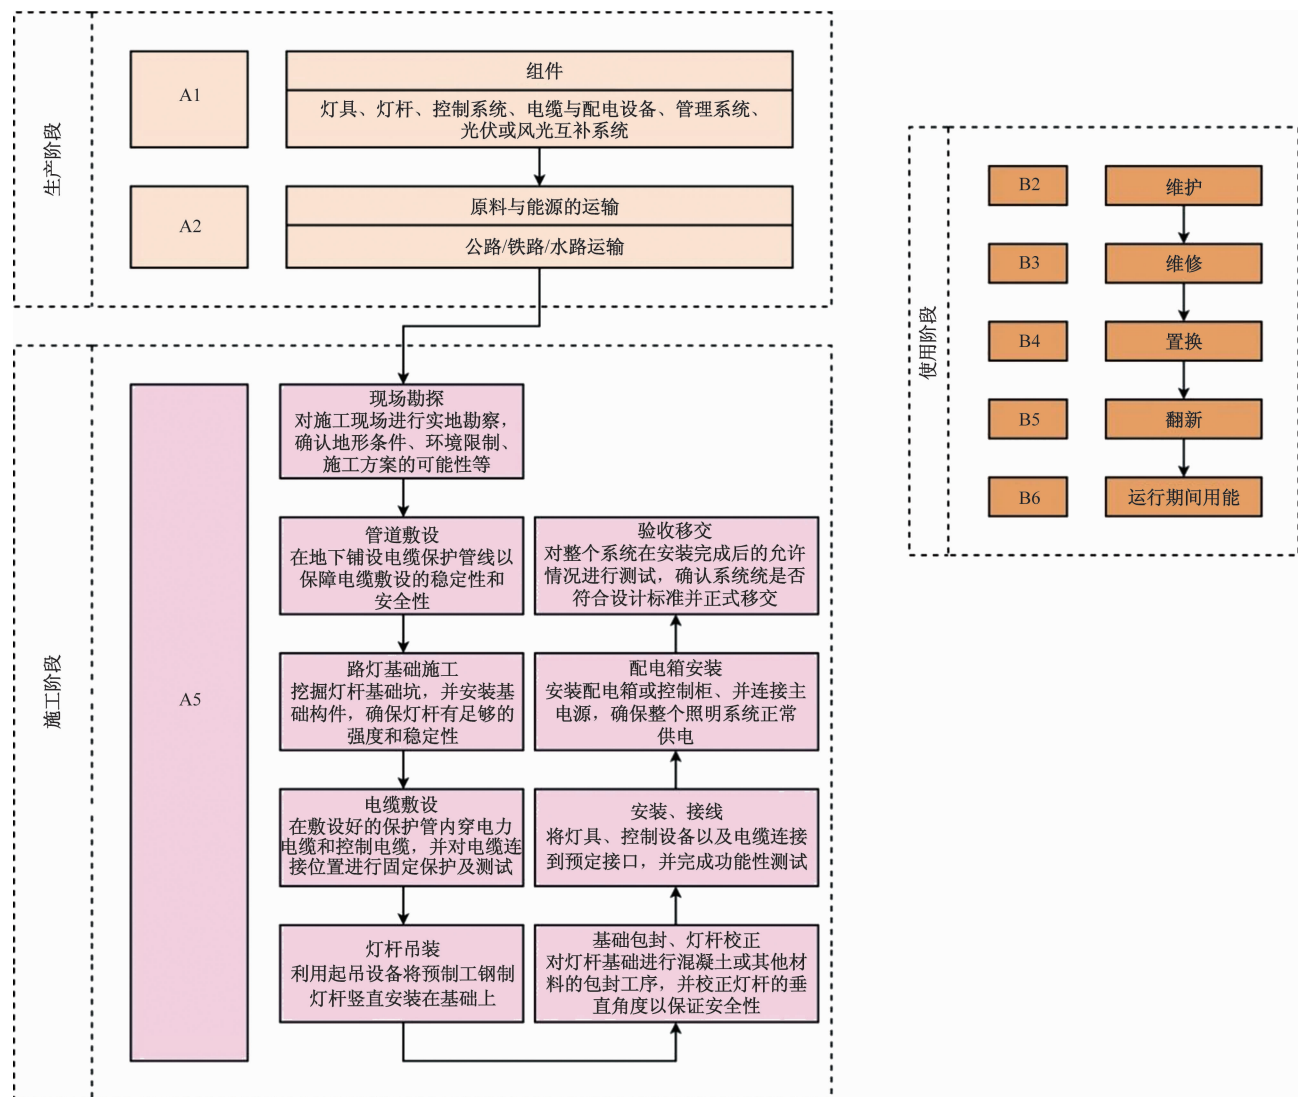 生产阶段
A1
组件
灯具、灯杆、控制系统、电缆与配电设备、管理系统、
光伏或风光互补系统
A2
原料与能源的运输
公路/铁路/水路运输
施工阶段
A5
现场勘探
对施工现场进行实地勘察，
确认地形条件、环境限制、
施工方案的可能性等
管道敷设
在地下铺设电缆保护管线以
保障电缆敷设的稳定性和
安全性
路灯基础施工
挖掘灯杆基础坑，并安装基
础构件，确保灯杆有足够的
强度和稳定性
电缆敷设
在敷设好的保护管内穿电力
电缆和控制电缆，并对电缆连
接位置进行固定保护及测试
灯杆吊装
利用起吊设备将预制工钢制
灯杆竖直安装在基础上
基础包封、灯杆校正
对灯杆基础进行混凝土或其他材
料的包封工序，并校正灯杆的垂
直角度以保证安全性
安装、接线
将灯具、控制设备以及电缆连接
到预定接口，并完成功能性测试
配电箱安装
安装配电箱或控制柜、并连接主
电源，确保整个照明系统正常
供电
验收移交
对整个系统在安装完成后的允许
情况进行测试，确认系统统是否
符合设计标准并正式移交
使用阶段
B2
维护
B3
维修
B4
置换
B5
翻新
B6
运行期间用能